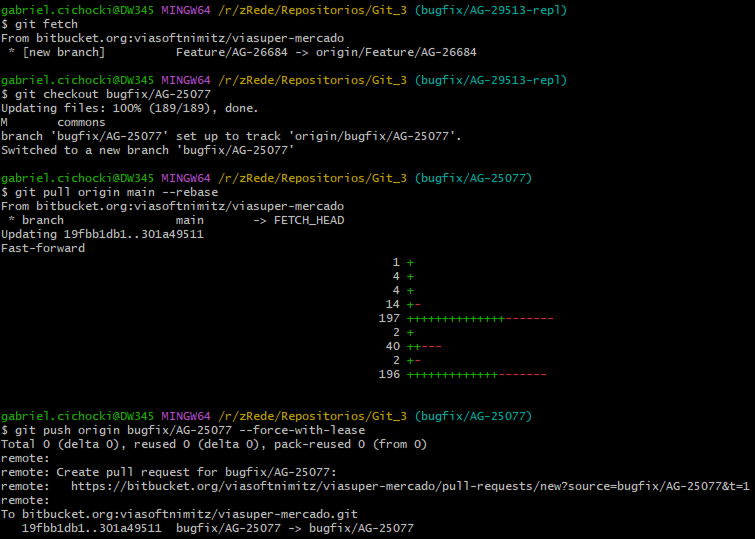 gabriel.cichocki@DW345 MINGW64 /r/zRede/Repositorios/Git_3 (bugfix/AG-29513-repl)
$ git fetch
From bitbucket.org:viasoftnimitz/viasuper-mercado
 * [new branch]          Feature/AG-26684 -> origin/Feature/AG-26684

gabriel.cichocki@DW345 MINGW64 /r/zRede/Repositorios/Git_3 (bugfix/AG-29513-repl)
$ git checkout bugfix/AG-25077
Updating files: 100% (189/189), done.
M       commons
branch 'bugfix/AG-25077' set up to track 'origin/bugfix/AG-25077'.
Switched to a new branch 'bugfix/AG-25077'

gabriel.cichocki@DW345 MINGW64 /r/zRede/Repositorios/Git_3 (bugfix/AG-25077)
$ git pull origin main --rebase
From bitbucket.org:viasoftnimitz/viasuper-mercado
 * branch                main       -> FETCH_HEAD
Updating 19fbb1db1..301a49511
Fast-forward
1 +
4 +
4 +
14 +-
197 ++++++++++++++-------
2 +
40 ++---
2 +-
196 +++++++++++++-------

gabriel.cichocki@DW345 MINGW64 /r/zRede/Repositorios/Git_3 (bugfix/AG-25077)
$ git push origin bugfix/AG-25077 --force-with-lease
Total 0 (delta 0), reused 0 (delta 0), pack-reused 0 (from 0)
remote:
remote: Create pull request for bugfix/AG-25077:
remote:   https://bitbucket.org/viasoftnimitz/viasuper-mercado/pull-requests/new?source=bugfix/AG-25077&t=1
remote:
To bitbucket.org:viasoftnimitz/viasuper-mercado.git
   19fbb1db1..301a49511  bugfix/AG-25077 -> bugfix/AG-25077